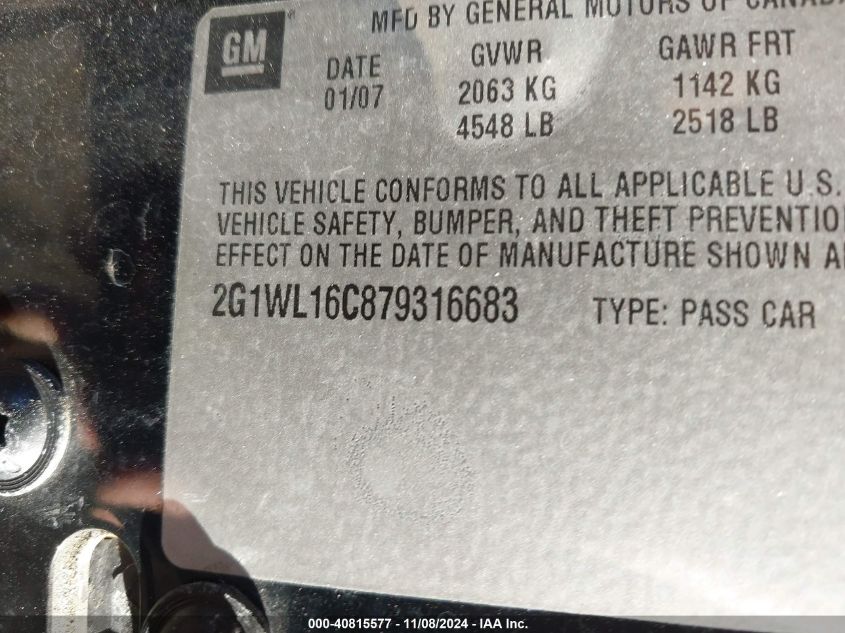 MFD BY GENERAL MOTORS OF CANADA
GM
DATE
01/07
GVWR
2063 KG
4548 LB
GAWR FRT
1142 KG
2518 LB
THIS VEHICLE CONFORMS TO ALL APPLICABLE U.S.
VEHICLE SAFETY, BUMPER, AND THEFT PREVENTIO
EFFECT ON THE DATE OF MANUFACTURE SHOWN A
2G1WL16C879316683 TYPE: PASS CAR
000-40815577 - 11/08/2024 - IAA Inc.